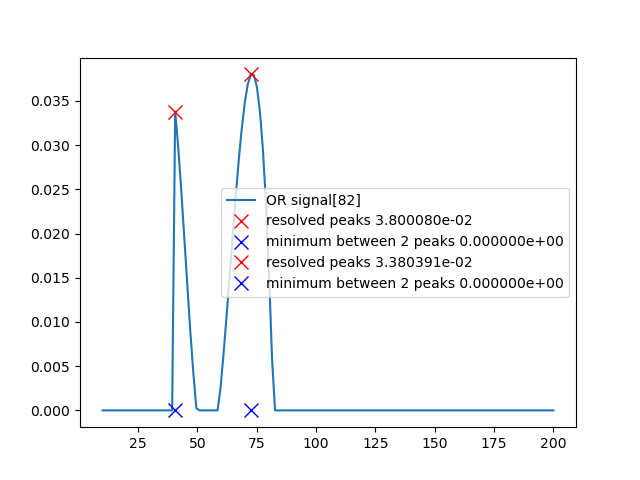 0.035
0.030
0.025
0.020
0.015
0.010
0.005
0.000
OR signal[82]
resolved peaks 3.800080e-02
minimum between 2 peaks 0.000000e+00
resolved peaks 3.380391e-02
minimum between 2 peaks 0.000000e+00
25 50 75 100 125 150 175 200